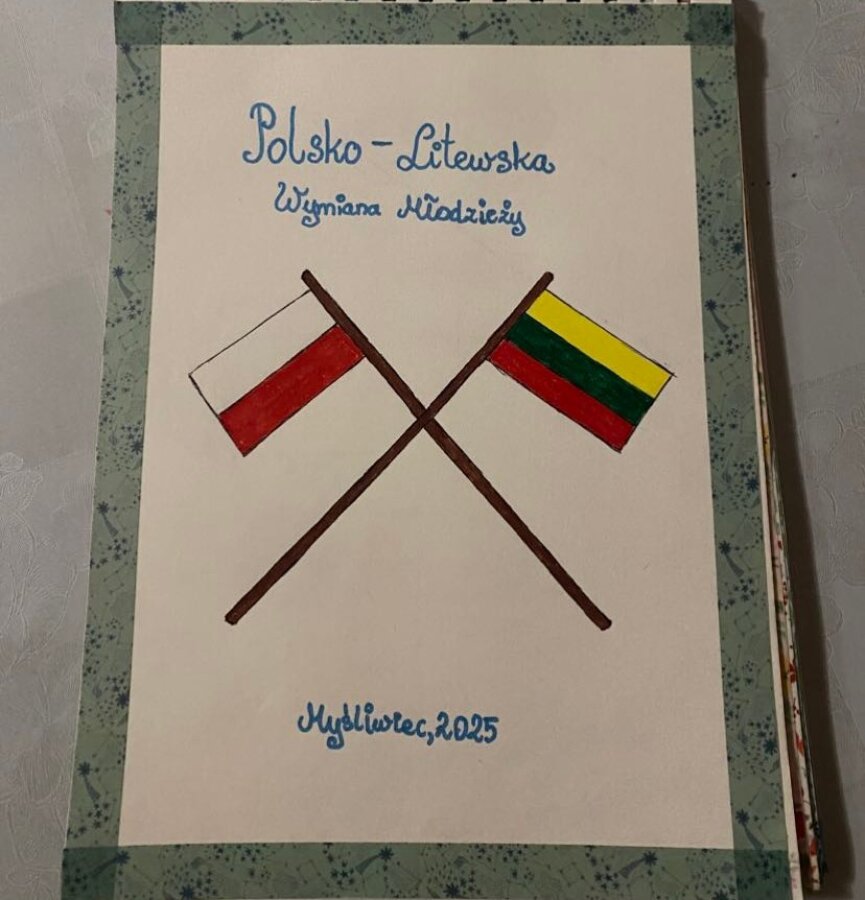 Polsko - Litewska
Wymiana Młodzieży
Myśliwiec, 2025